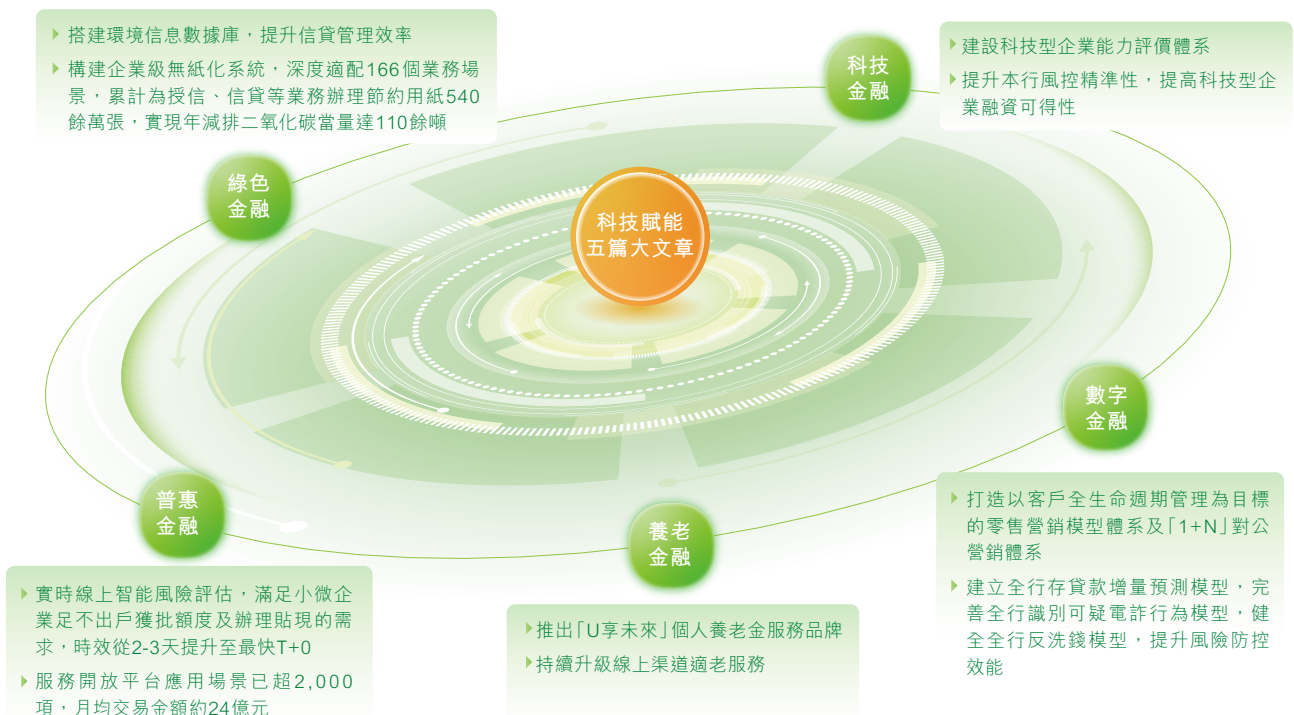 搭建環境信息數據庫，提升信貸管理效率
構建企業級無紙化系統，深度適配166個業務場
景，累計為授信、信貸等業務辦理節約用紙540
餘萬張，實現年減排二氧化碳當量達110餘噸
科技
金融
建設科技型企業能力評價體系
提升本行風控精準性，提高科技型企
業融資可得性
綠色
金融
科技賦能
五篇大文章
數字
金融
打造以客戶全生命週期管理為目標
的零售營銷模型體系及「1+N」對公
營銷體系
建立全行存貸款增量預測模型，完
善全行識別可疑電詐行為模型，健
全全行反洗錢模型，提升風險防控
效能
普惠
金融
實時線上智能風險評估，滿足小微企
業足不出戶獲批額度及辦理貼現的需
求，時效從2-3天提升至最快T+0
服務開放平台應用場景已超2,000
項，月均交易金額約24億元
養老
金融
推出「U享未來」個人養老金服務品牌
持續升級線上渠道適老服務